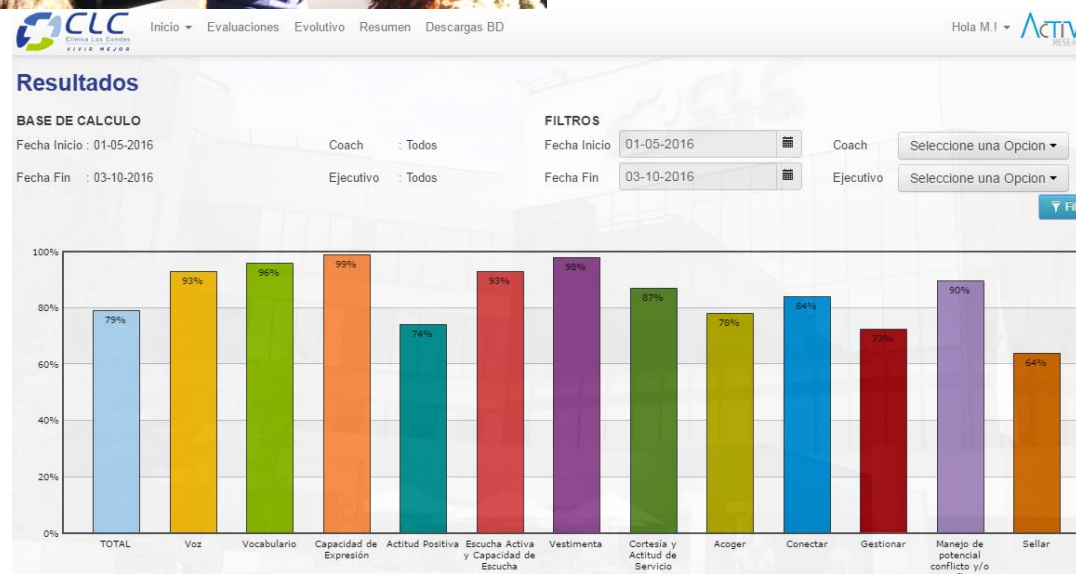 CLC
Clínica Las Condes
VIVIR MEJOR
Inicio Evaluaciones Evolutivo Resumen Descargas BD
Hola M.!
Resultados
BASE DE CALCULO
Fecha Inicio : 01-05-2016 Coach : Todos
Fecha Fin : 03-10-2016 Ejecutivo : Todos
FILTROS
Fecha Inicio 01-05-2016 Coach Seleccione una Opcion
Fecha Fin 03-10-2016 Ejecutivo Seleccione una Opcion
100%
80%
60%
40%
20%
0%
79%
93%
96%
99%
74%
93%
98%
87%
78%
84%
73%
90%
64%
TOTAL
Voz
Vocabulario
Capacidad de
Expresión
Actitud Positiva
Escucha Activa
y Capacidad de
Escucha
Vestimenta
Cortesía y
Actitud de
Servicio
Acoger
Conectar
Gestionar
Manejo de
potencial
conflicto y/o
Sellar